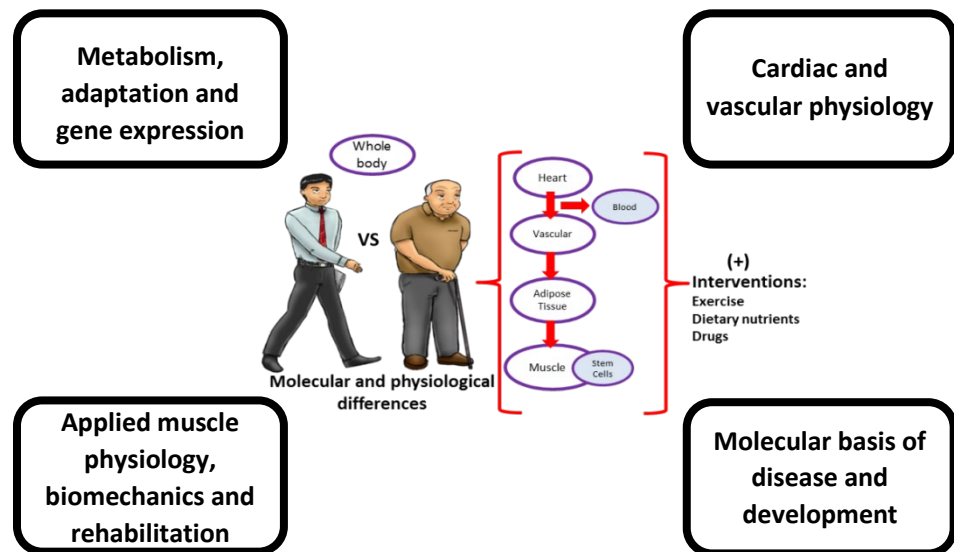 Metabolism,
adaptation and
gene expression
Cardiac and
vascular physiology
Whole
body
VS
Molecular and physiological
differences
Heart
Blood
Vascular
Adipose
Tissue
Muscle
Stem
Cells
(+)
Interventions:
Exercise
Dietary nutrients
Drugs
Applied muscle
physiology,
biomechanics and
rehabilitation
Molecular basis of
disease and
development